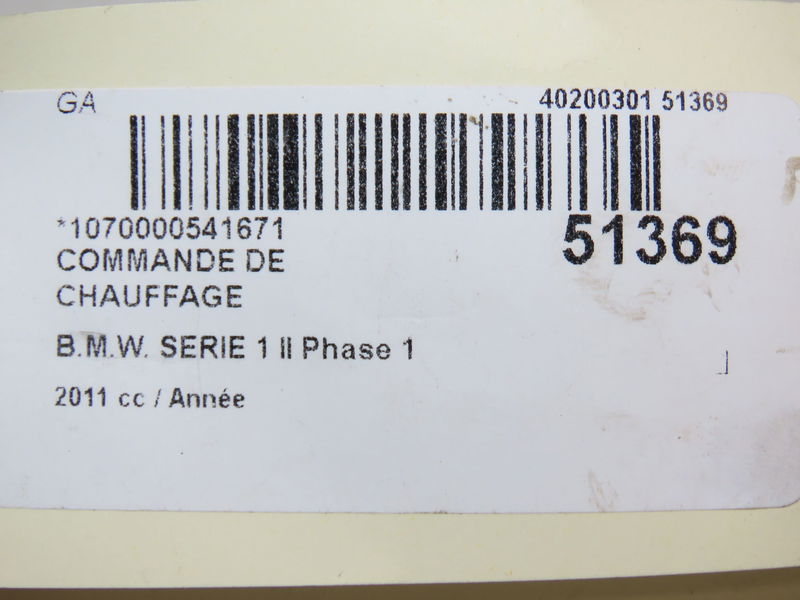 GA 40200301 51369
*1070000541671 51369
COMMANDE DE
CHAUFFAGE
B.M.W. SERIE 1 II Phase 1
2011 cc / Année